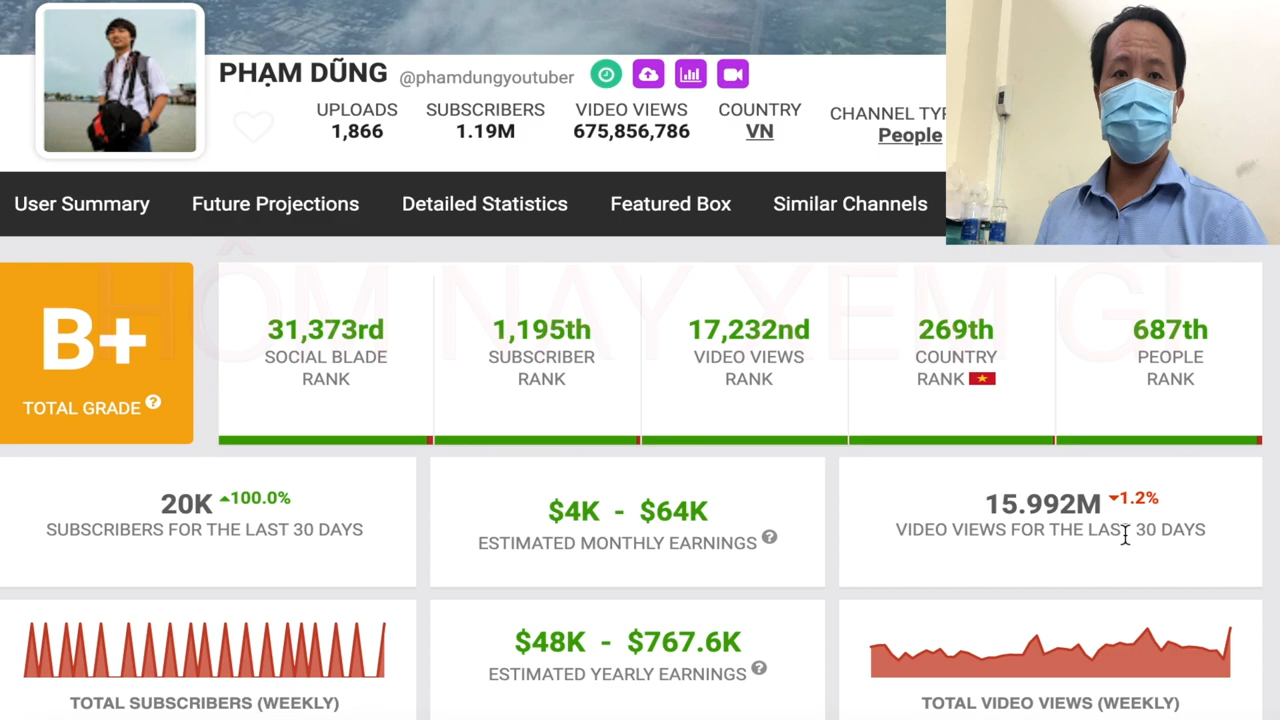 PHẠM DŨNG @phamdungyoutuber
UPLOADS
1,866
SUBSCRIBERS
1.19M
VIDEO VIEWS
675,856,786
COUNTRY
VN
CHANNEL TYP
People
User Summary Future Projections Detailed Statistics Featured Box Similar Channels
HÔM NAY XEM GÌ
B+
TOTAL GRADE ?
31,373rd
SOCIAL BLADE
RANK
1,195th
SUBSCRIBER
RANK
17,232nd
VIDEO VIEWS
RANK
269th
COUNTRY
RANK
687th
PEOPLE
RANK
20K 100.0%
SUBSCRIBERS FOR THE LAST 30 DAYS
$4K - $64K
ESTIMATED MONTHLY EARNINGS ?
15.992M 1.2%
VIDEO VIEWS FOR THE LAST 30 DAYS
TOTAL SUBSCRIBERS (WEEKLY)
$48K - $767.6K
ESTIMATED YEARLY EARNINGS ?
TOTAL VIDEO VIEWS (WEEKLY)